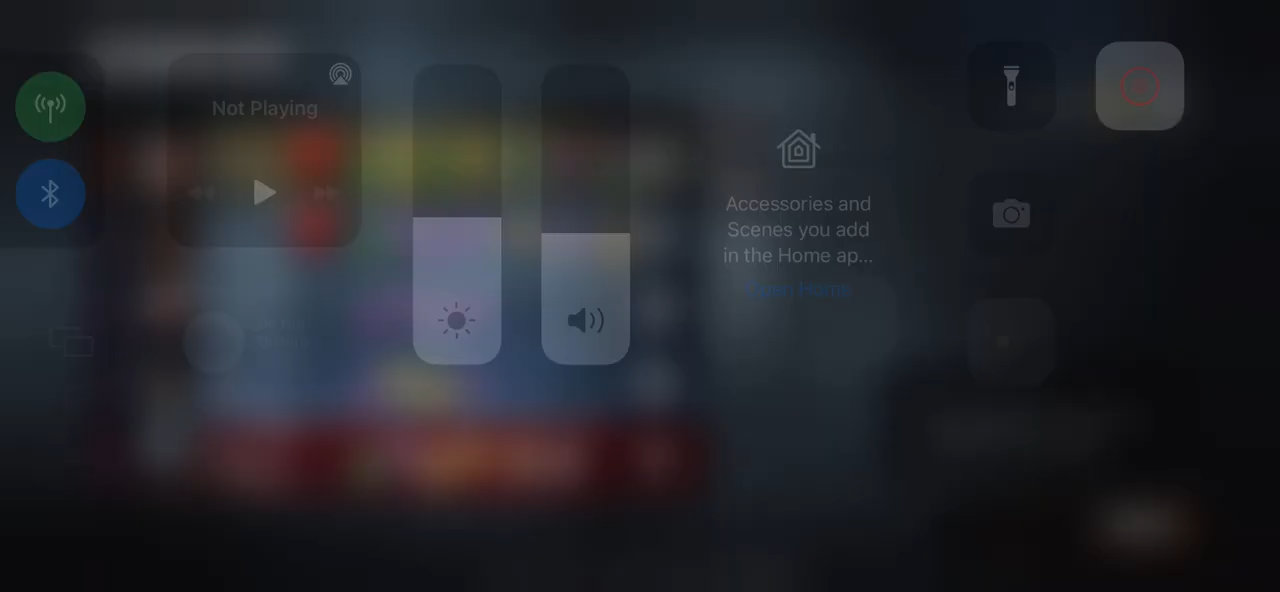 Not Playing
Accessories and
Scenes you add
in the Home ap...
Open Home